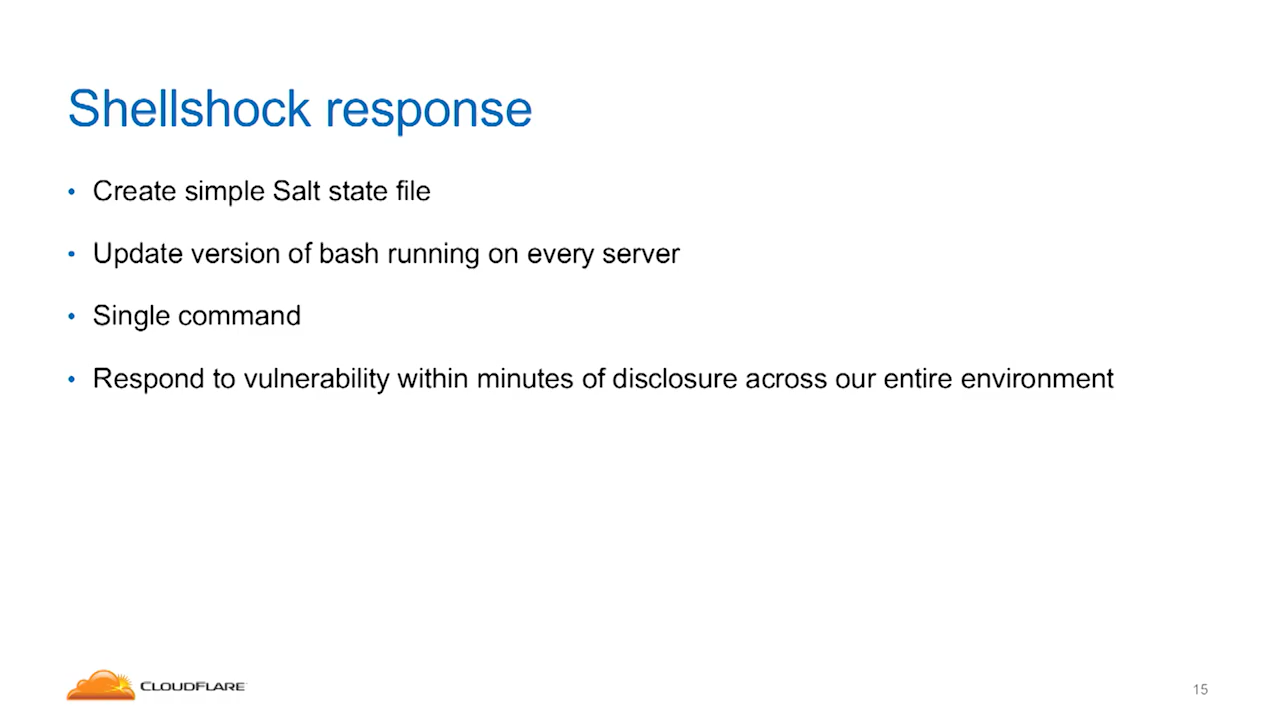 Shellshock response
• Create simple Salt state file
• Update version of bash running on every server
• Single command
• Respond to vulnerability within minutes of disclosure across our entire environment
CLOUDFLARE
15